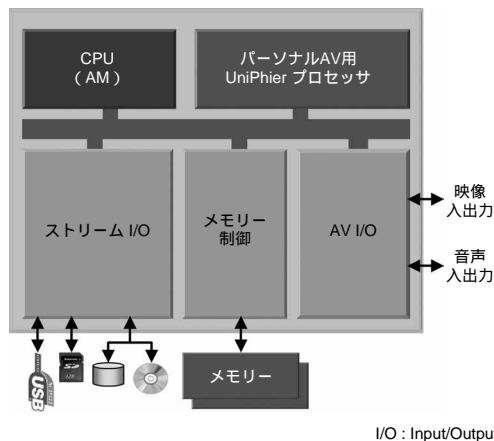 CPU
(AM)
パーソナルAV用
UniPhier プロセッサ
ストリーム I/O
メモリー
制御
AV I/O
映像
入出力
音声
入出力
USB
SD
メモリー
I/O : Input/Outpu